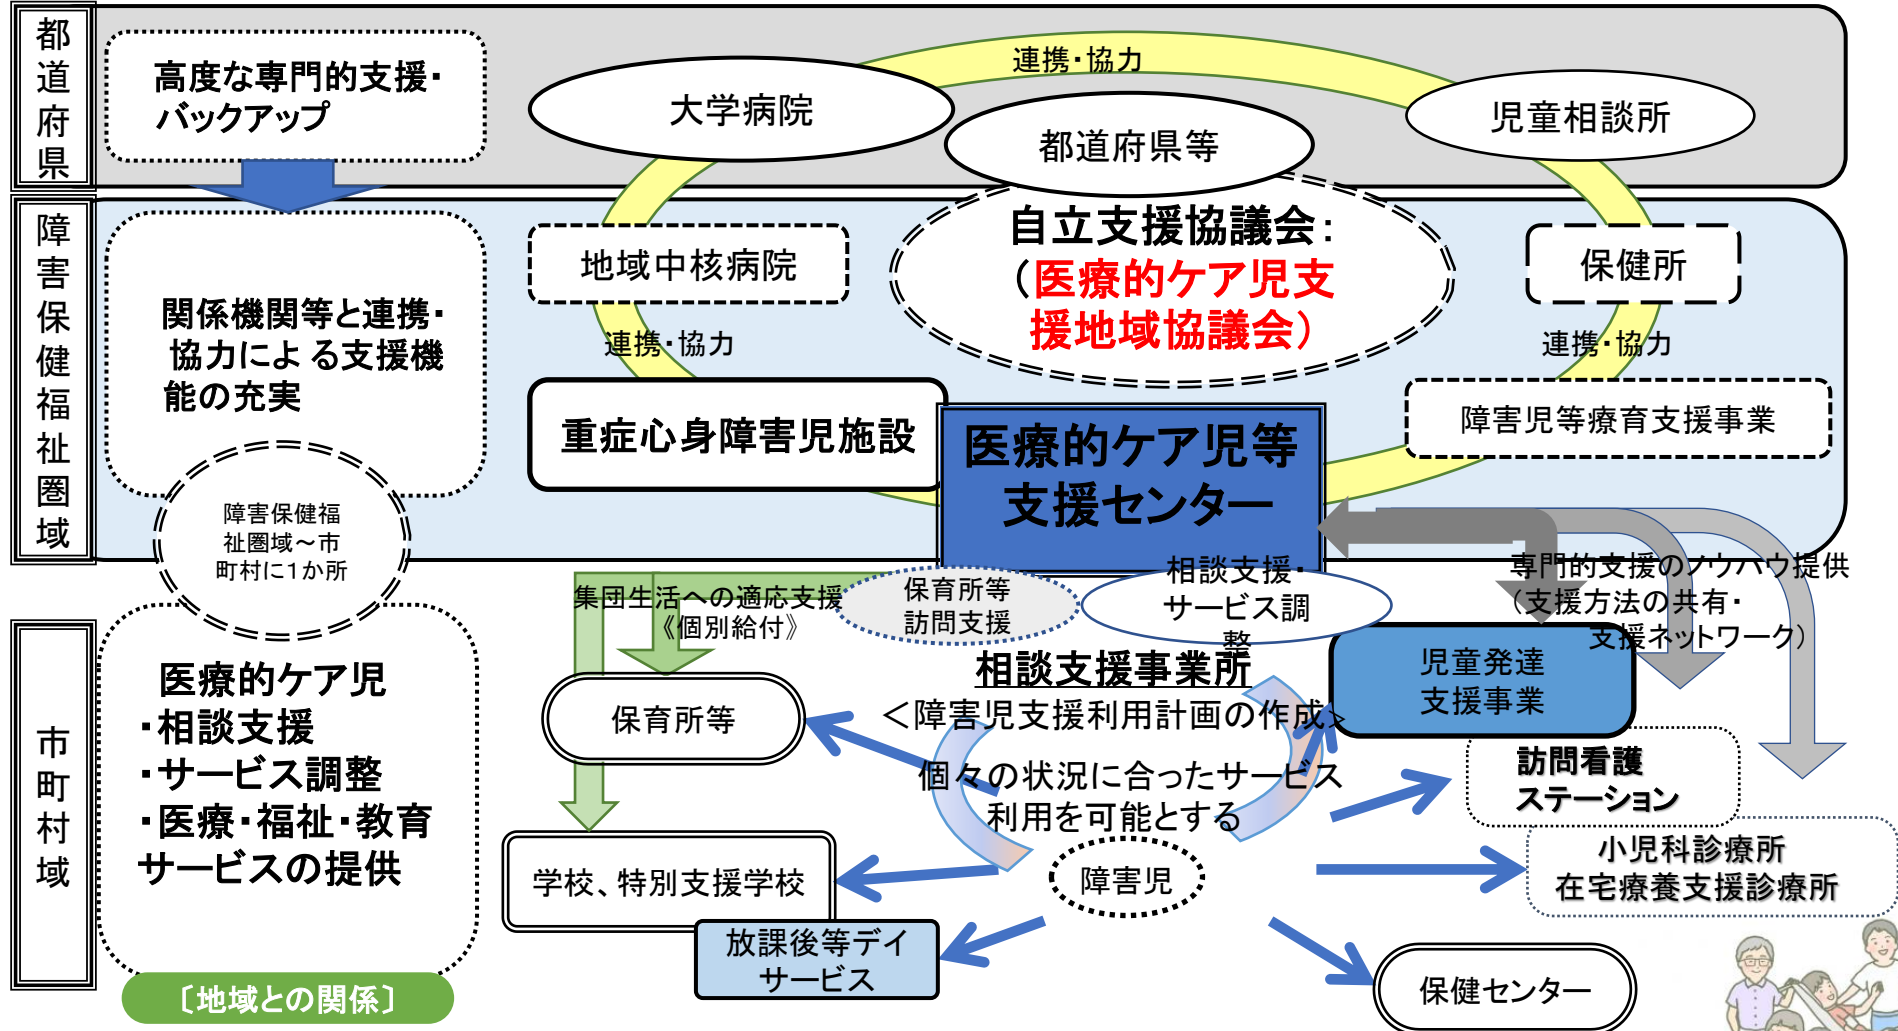 都道府県
高度な専門的支援・
バックアップ
大学病院
連携・協力
都道府県等
児童相談所
障害保健福祉圏域
関係機関等と連携・
協力による支援機
能の充実
地域中核病院
自立支援協議会：
（医療的ケア児支
援地域協議会）
保健所
連携・協力
連携・協力
重症心身障害児施設
医療的ケア児等
支援センター
障害児等療育支援事業
障害保健福
祉圏域～市
町村に1か所
集団生活への適応支援
《個別給付》
保育所等
訪問支援
相談支援・
サービス調
整
専門的支援のノウハウ提供
（支援方法の共有・
支援ネットワーク）
市町村域
医療的ケア児
・相談支援
・サービス調整
・医療・福祉・教育
サービスの提供
相談支援事業所
＜障害児支援利用計画の作成＞
個々の状況に合ったサービス
利用を可能とする
児童発達
支援事業
保育所等
訪問看護
ステーション
学校、特別支援学校
障害児
小児科診療所
在宅療養支援診療所
放課後等デイ
サービス
保健センター
〔地域との関係〕